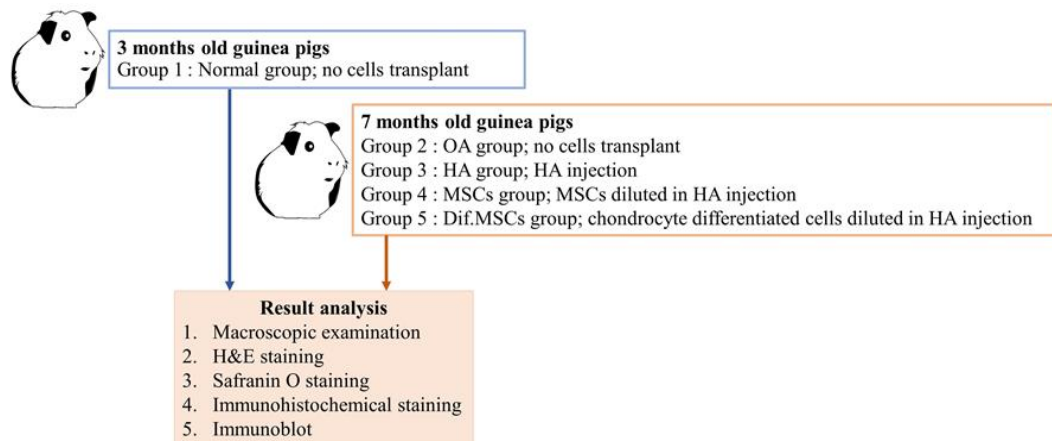 3 months old guinea pigs
Group 1 : Normal group; no cells transplant
7 months old guinea pigs
Group 2 : OA group; no cells transplant
Group 3 : HA group; HA injection
Group 4 : MSCs group; MSCs diluted in HA injection
Group 5 : Dif.MSCs group; chondrocyte differentiated cells diluted in HA injection
Result analysis
1. Macroscopic examination
2. H&E staining
3. Safranin O staining
4. Immunohistochemical staining
5. Immunoblot